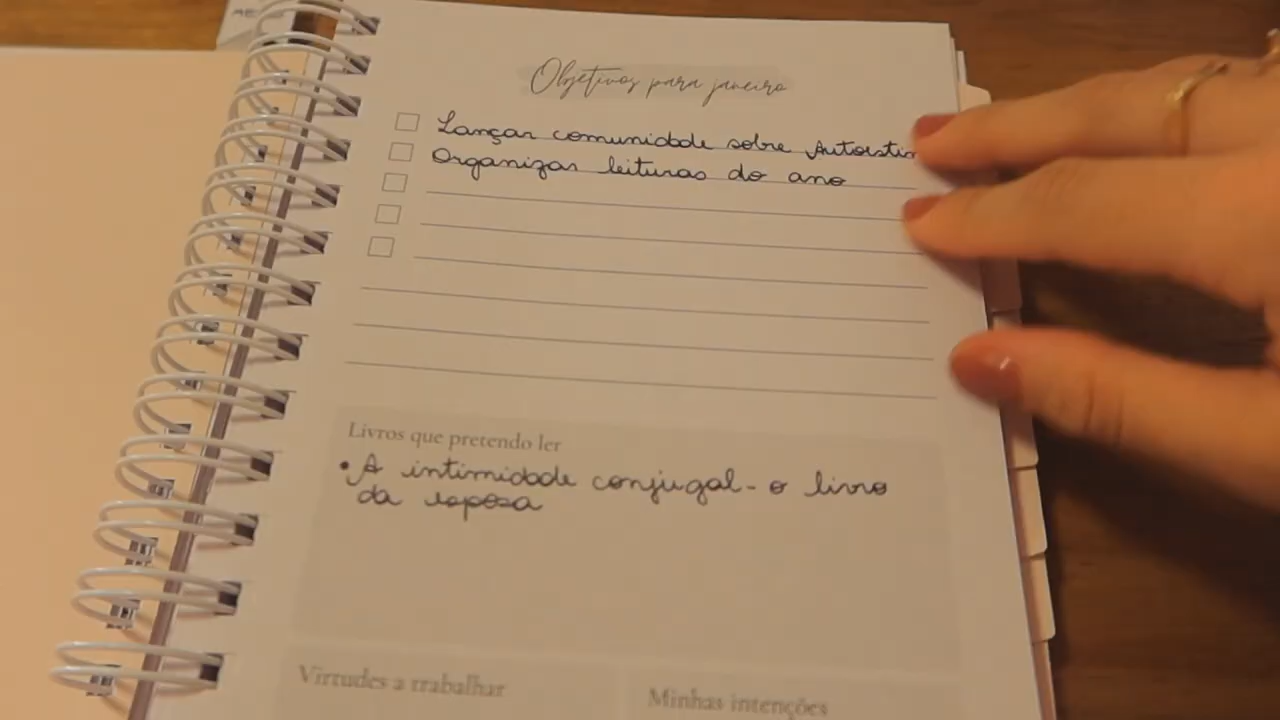 Objetivos para janeiro
Lançar comunidade sobre Autoestim
Organizar leituras do ano
Livros que pretendo ler
• A intimidade conjugal - o livro
da esposa
Virtudes a trabalhar
Minhas intenções